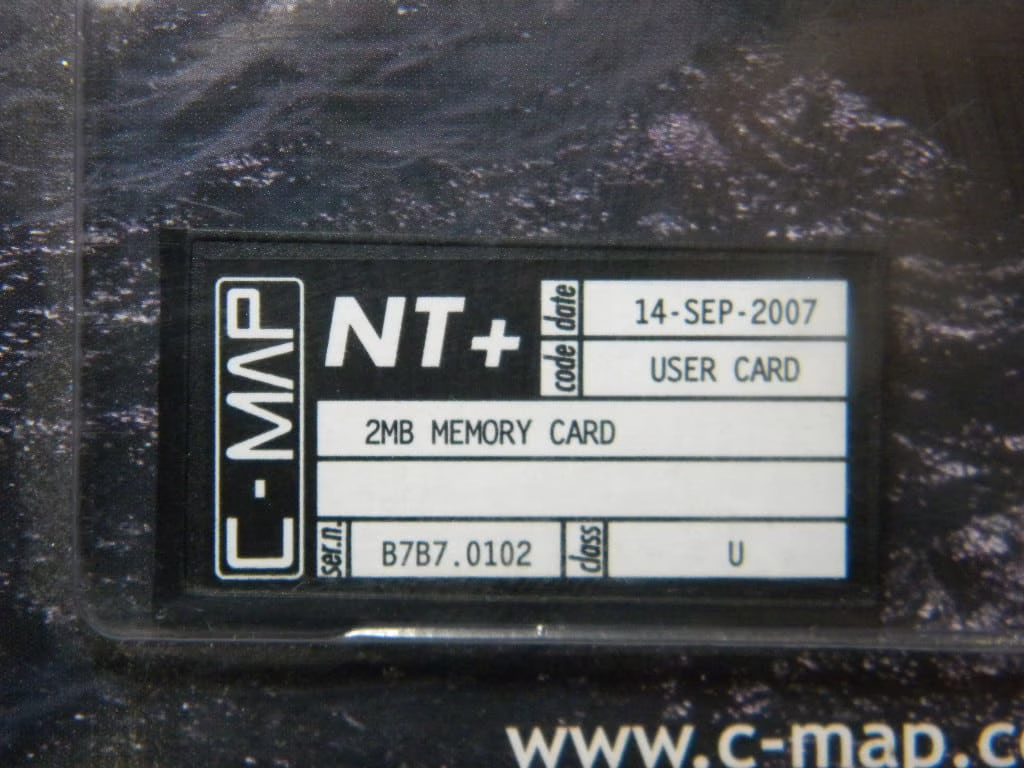 C-MAP
NT+
date 14-SEP-2007
code USER CARD
2MB MEMORY CARD
ser.n. B7B7.0102 class U
www.c-map.c